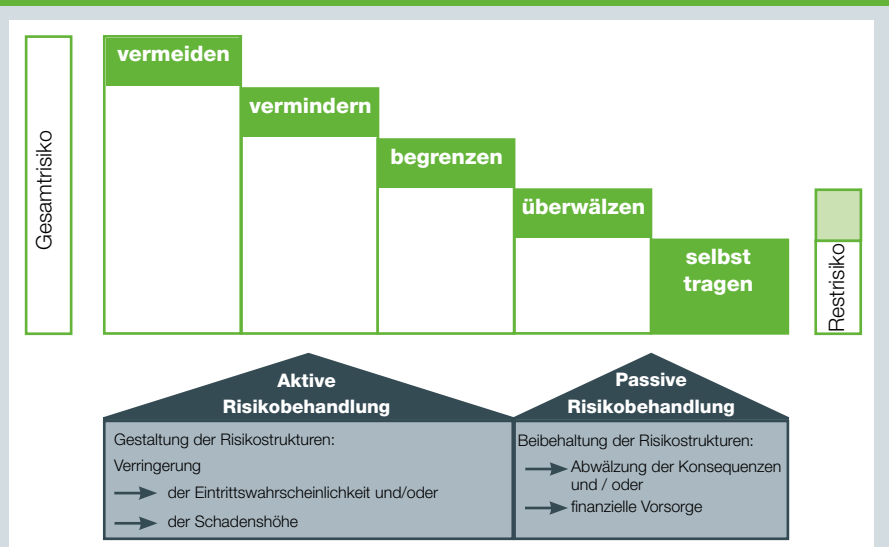 Gesamtrisiko
vermeiden
vermindern
begrenzen
überwälzen
selbst
tragen
Restrisiko
Aktive
Risikobehandlung
Gestaltung der Risikostrukturen:
Verringerung
der Eintrittswahrscheinlichkeit und/oder
der Schadenshöhe
Passive
Risikobehandlung
Beibehaltung der Risikostrukturen:
Abwälzung der Konsequenzen
und / oder
finanzielle Vorsorge